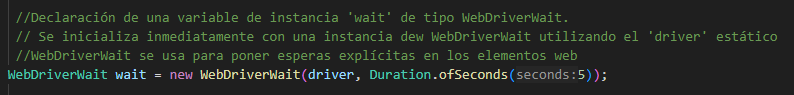 //Declaración de una variable de instancia 'wait' de tipo WebDriverWait.
// Se inicializa inmediatamente con una instancia dew WebDriverWait utilizando el 'driver' estático
//WebDriverWait se usa para poner esperas explícitas en los elementos web
WebDriverWait wait = new WebDriverWait(driver, Duration.ofSeconds(seconds:5));